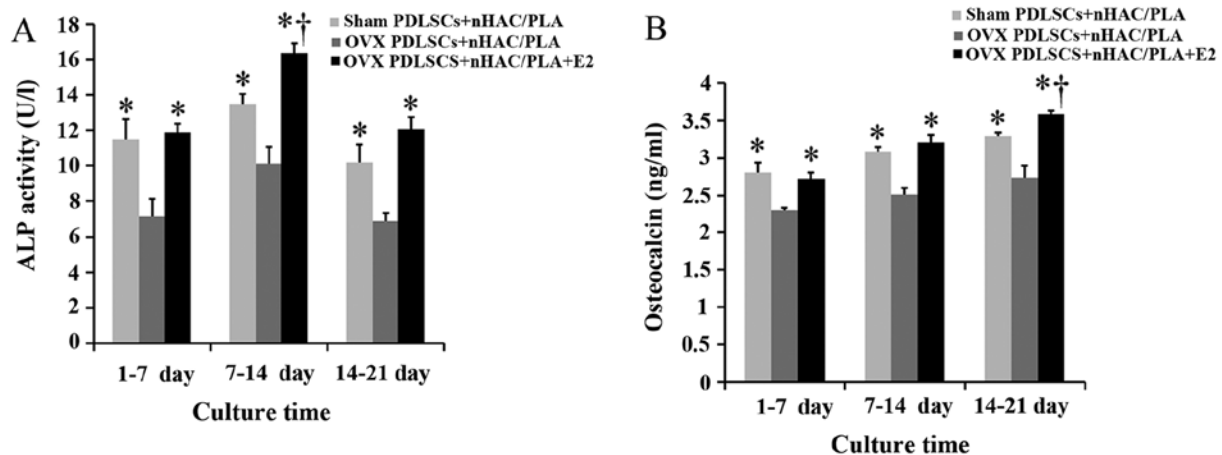 A
Sham PDLSCs+nHAC/PLA
OVX PDLSCs+nHAC/PLA
OVX PDLSCS+nHAC/PLA+E2
ALP activity (U/l)
18
16
14
12
10
8
6
4
2
0
* * * *† * *
1-7 day 7-14 day 14-21 day
Culture time
B
Sham PDLSCs+nHAC/PLA
OVX PDLSCs+nHAC/PLA
OVX PDLSCS+nHAC/PLA+E2
Osteocalcin (ng/ml)
4
3.5
3
2.5
2
1.5
1
0.5
0
* * * * * *†
1-7 day 7-14 day 14-21 day
Culture time